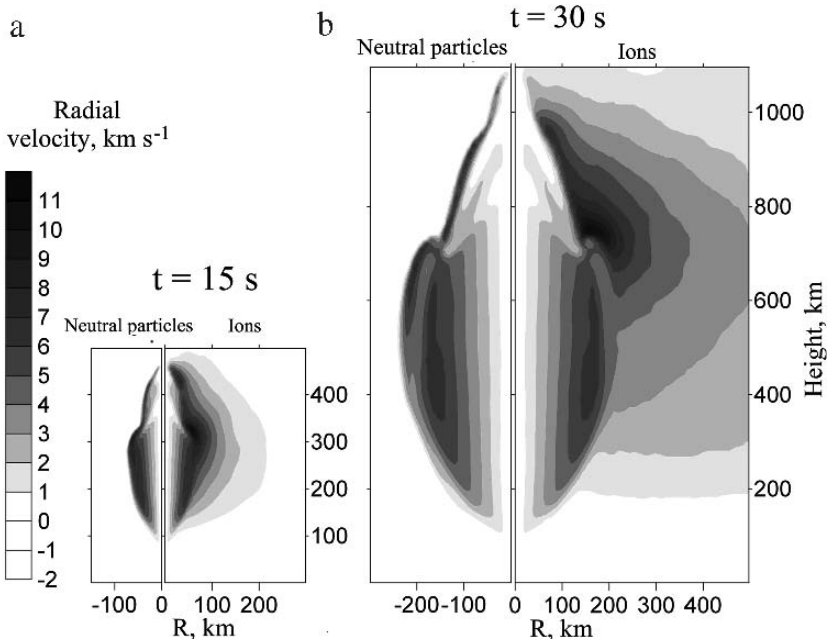 a
b
t = 30 s
Neutral particles
Ions
Radial
velocity, km s-1
11
10
9
8
7
6
5
4
3
2
1
0
-1
-2
t = 15 s
Neutral particles
Ions
400
300
200
100
-100 0 100 200
R, km
1000
800
600
400
200
Height, km
-200 -100 0 100 200 300 400
R, km